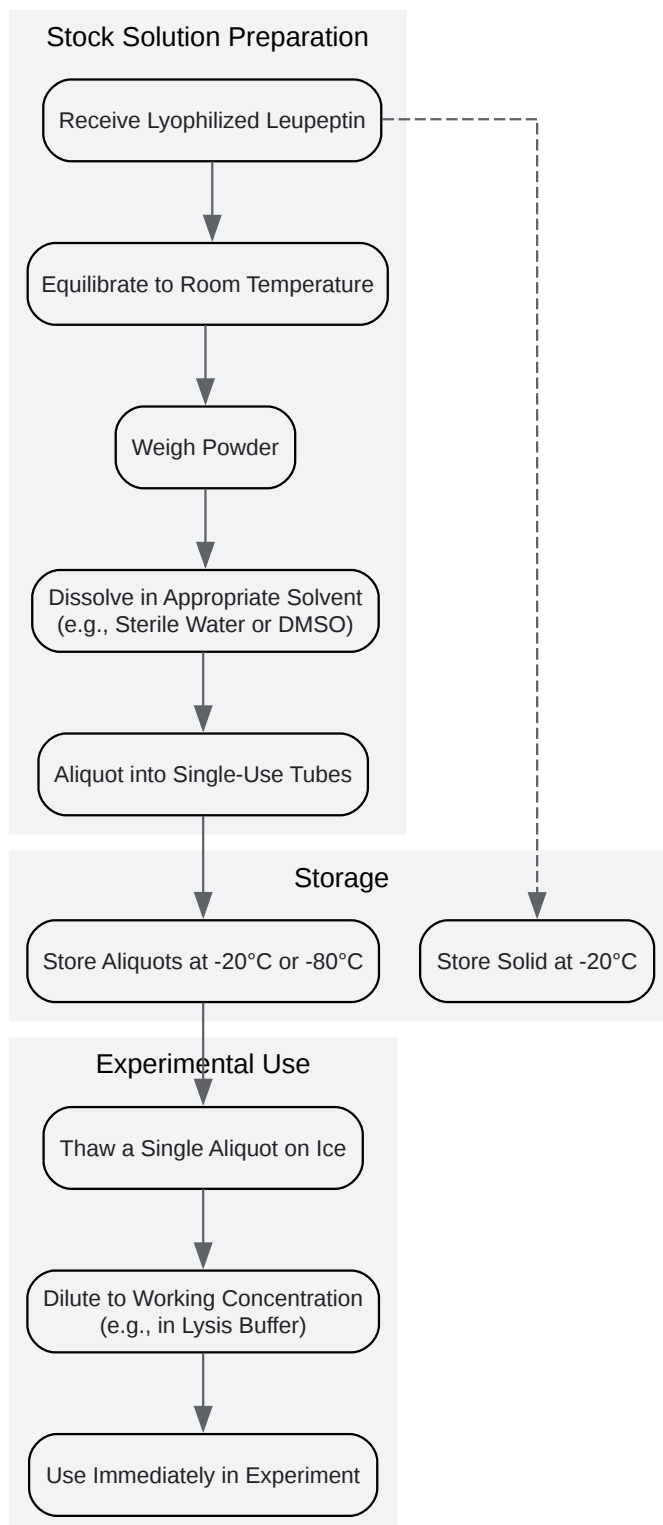 Stock Solution Preparation
Receive Lyophilized Leupeptin
Equilibrate to Room Temperature
Weigh Powder
Dissolve in Appropriate Solvent
(e.g., Sterile Water or DMSO)
Aliquot into Single-Use Tubes
Storage
Store Aliquots at -20°C or -80°C
Store Solid at -20°C
Experimental Use
Thaw a Single Aliquot on Ice
Dilute to Working Concentration
(e.g., in Lysis Buffer)
Use Immediately in Experiment